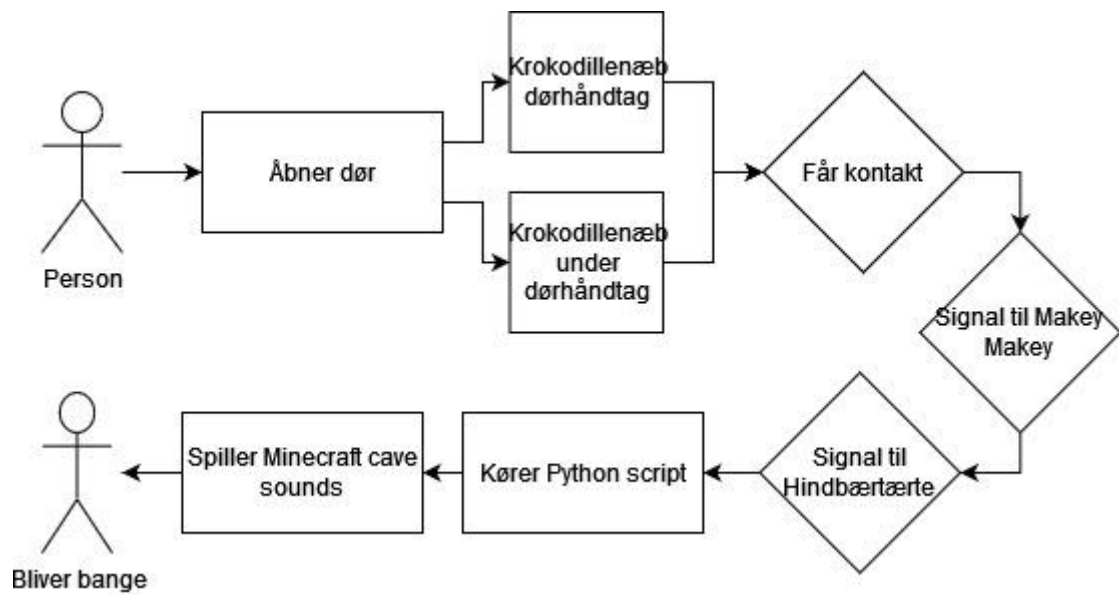 Person
Åbner dør
Krokodillenæb
dørhåndtag
Krokodillenæb
under
dørhåndtag
Får kontakt
Signal til Makey
Makey
Signal til
Hindbærtærte
Kører Python script
Spiller Minecraft cave
sounds
Bliver bange